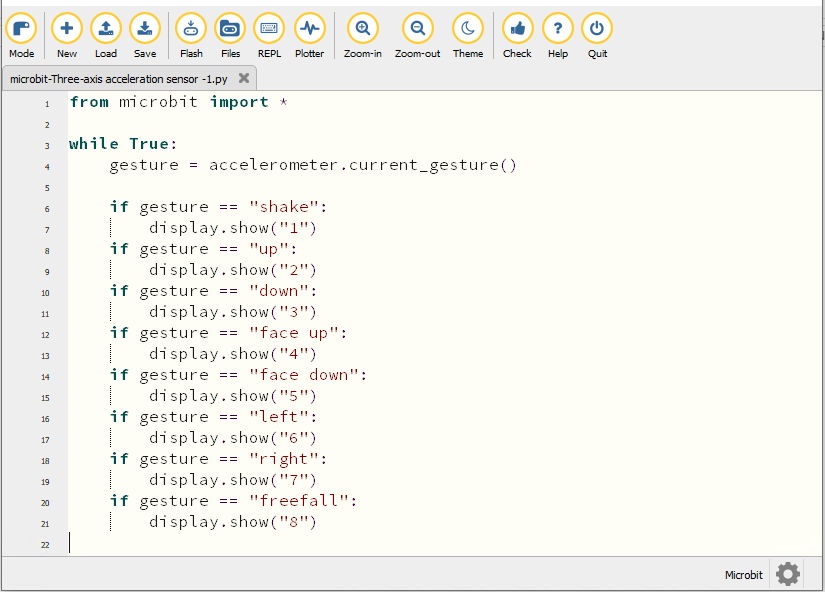 Mode New Load Save Flash Files REPL Plotter Zoom-in Zoom-out Theme Check Help Quit
microbit-Three-axis acceleration sensor -1.py
1 from microbit import *
2
3 while True:
4     gesture = accelerometer.current_gesture()
5
6     if gesture == "shake":
7         display.show("1")
8     if gesture == "up":
9         display.show("2")
10     if gesture == "down":
11         display.show("3")
12     if gesture == "face up":
13         display.show("4")
14     if gesture == "face down":
15         display.show("5")
16     if gesture == "left":
17         display.show("6")
18     if gesture == "right":
19         display.show("7")
20     if gesture == "freefall":
21         display.show("8")
22
Microbit